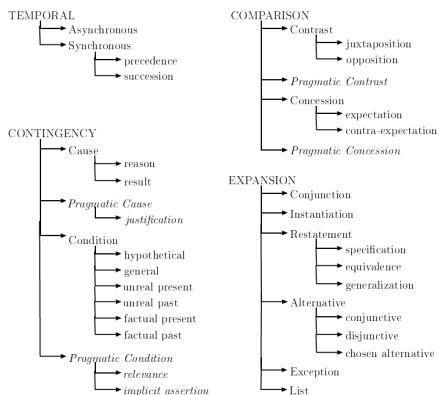 TEMPORAL
Asynchronous
Synchronous
precedence
succession
CONTINGENCY
Cause
reason
result
Pragmatic Cause
justification
Condition
hypothetical
general
unreal present
unreal past
factual present
factual past
Pragmatic Condition
relevance
implicit assertion
COMPARISON
Contrast
juxtaposition
opposition
Pragmatic Contrast
Concession
expectation
contra-expectation
Pragmatic Concession
EXPANSION
Conjunction
Instantiation
Restatement
specification
equivalence
generalization
Alternative
conjunctive
disjunctive
chosen alternative
Exception
List